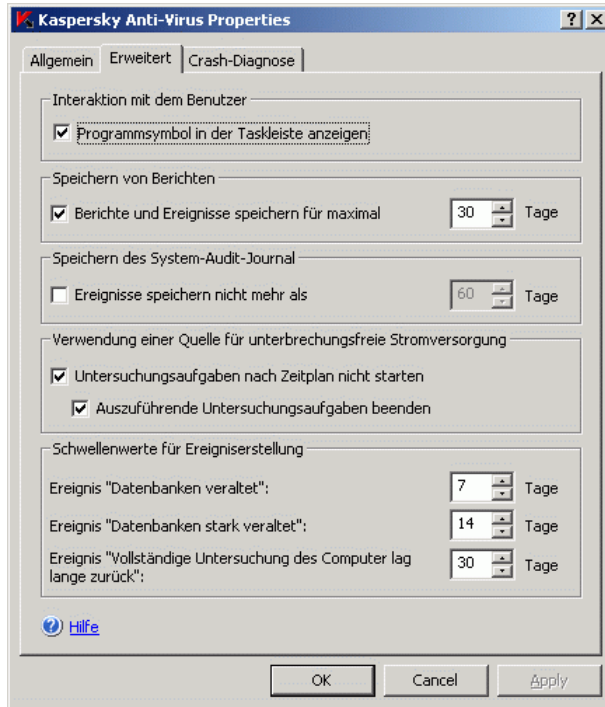 Kaspersky Anti-Virus Properties
Allgemein Erweitert Crash-Diagnose
Interaktion mit dem Benutzer
Programmsymbol in der Taskleiste anzeigen
Speichern von Berichten
Berichte und Ereignisse speichern für maximal 30 Tage
Speichern des System-Audit-Journal
Ereignisse speichern nicht mehr als 60 Tage
Verwendung einer Quelle für unterbrechungsfreie Stromversorgung
Untersuchungsaufgaben nach Zeitplan nicht starten
Auszuführende Untersuchungsaufgaben beenden
Schwellenwerte für Ereigniserstellung
Ereignis "Datenbanken veraltet": 7 Tage
Ereignis "Datenbanken stark veraltet": 14 Tage
Ereignis "Vollständige Untersuchung des Computer lag
lange zurück": 30 Tage
Hilfe
OK Cancel Apply